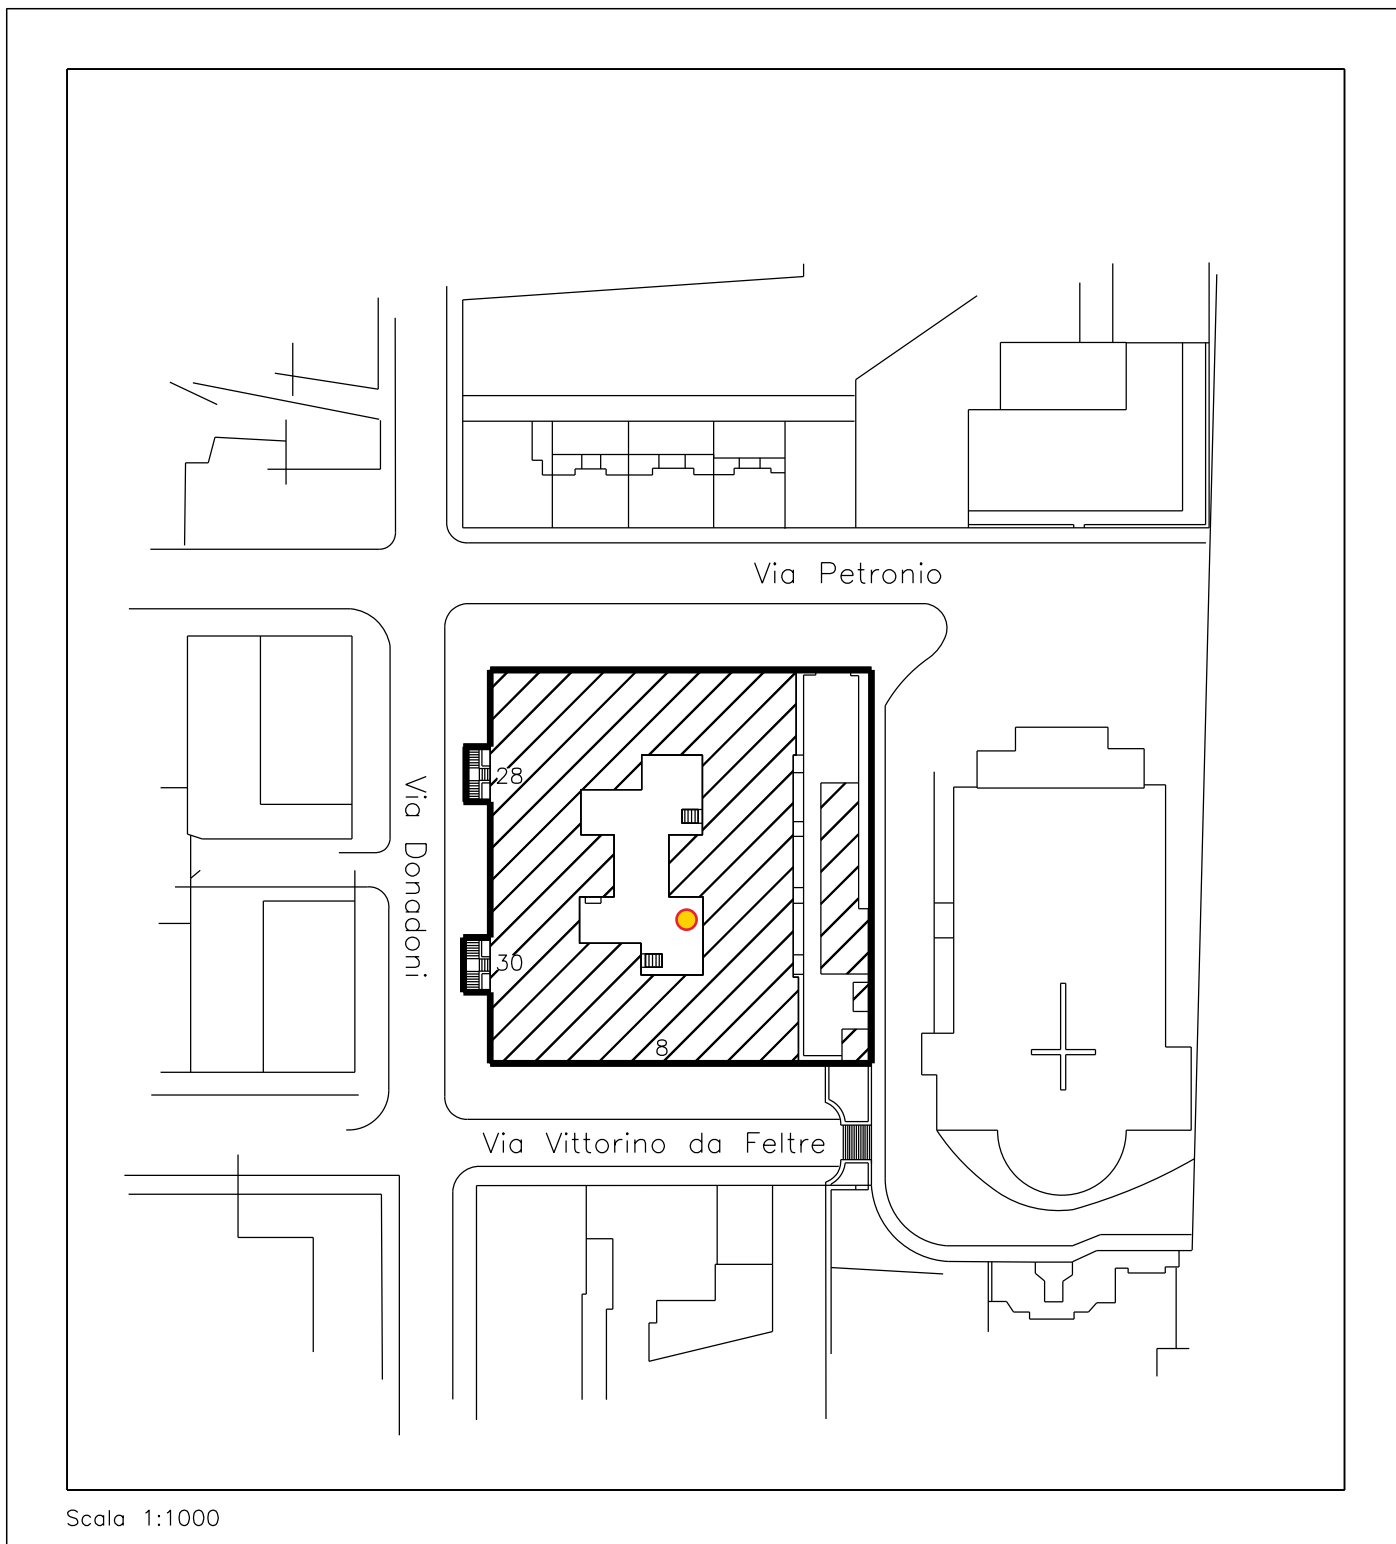 Via Petronio
28
Via Donadoni
30
8
Via Vittorino da Feltre
Scala 1:1000